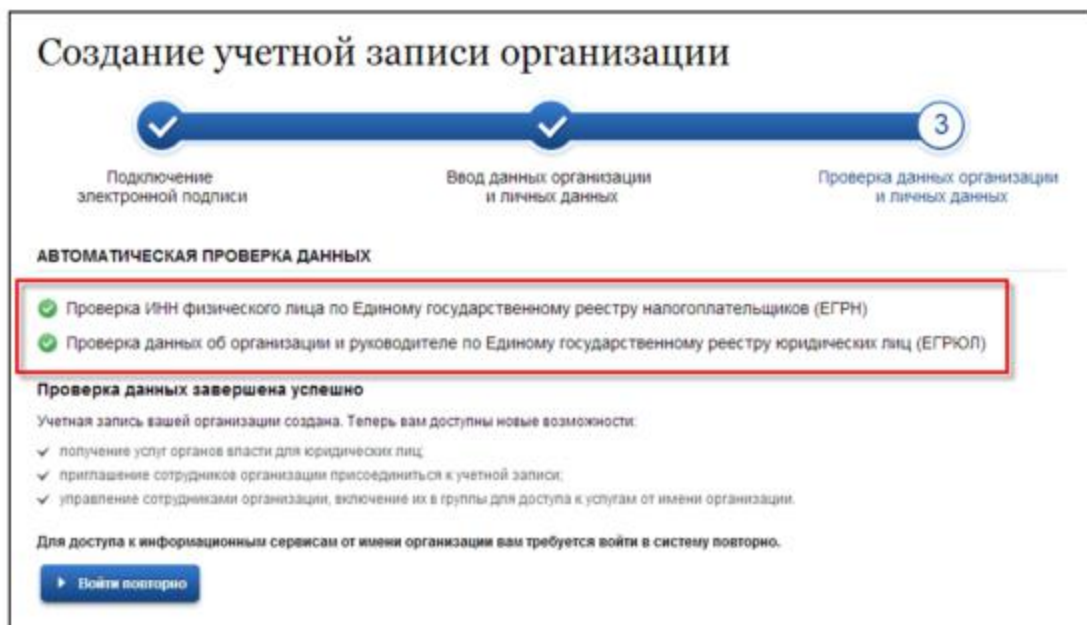 Создание учетной записи организации
3
Подключение
электронной подписи
Ввод данных организации
и личных данных
Проверка данных организации
и личных данных
АВТОМАТИЧЕСКАЯ ПРОВЕРКА ДАННЫХ
Проверка ИНН физического лица по Единому государственному реестру налогоплательщиков (ЕГРН)
Проверка данных об организации и руководителе по Единому государственному реестру юридических лиц (ЕГРЮЛ)
Проверка данных завершена успешно
Учетная запись вашей организации создана. Теперь вам доступны новые возможности:
получение услуг органов власти для юридических лиц;
приглашение сотрудников организации присоединиться к учетной записи;
управление сотрудниками организации, включение их в группы для доступа к услугам от имени организации.
Для доступа к информационным сервисам от имени организации вам требуется войти в систему повторно.
Войти повторно